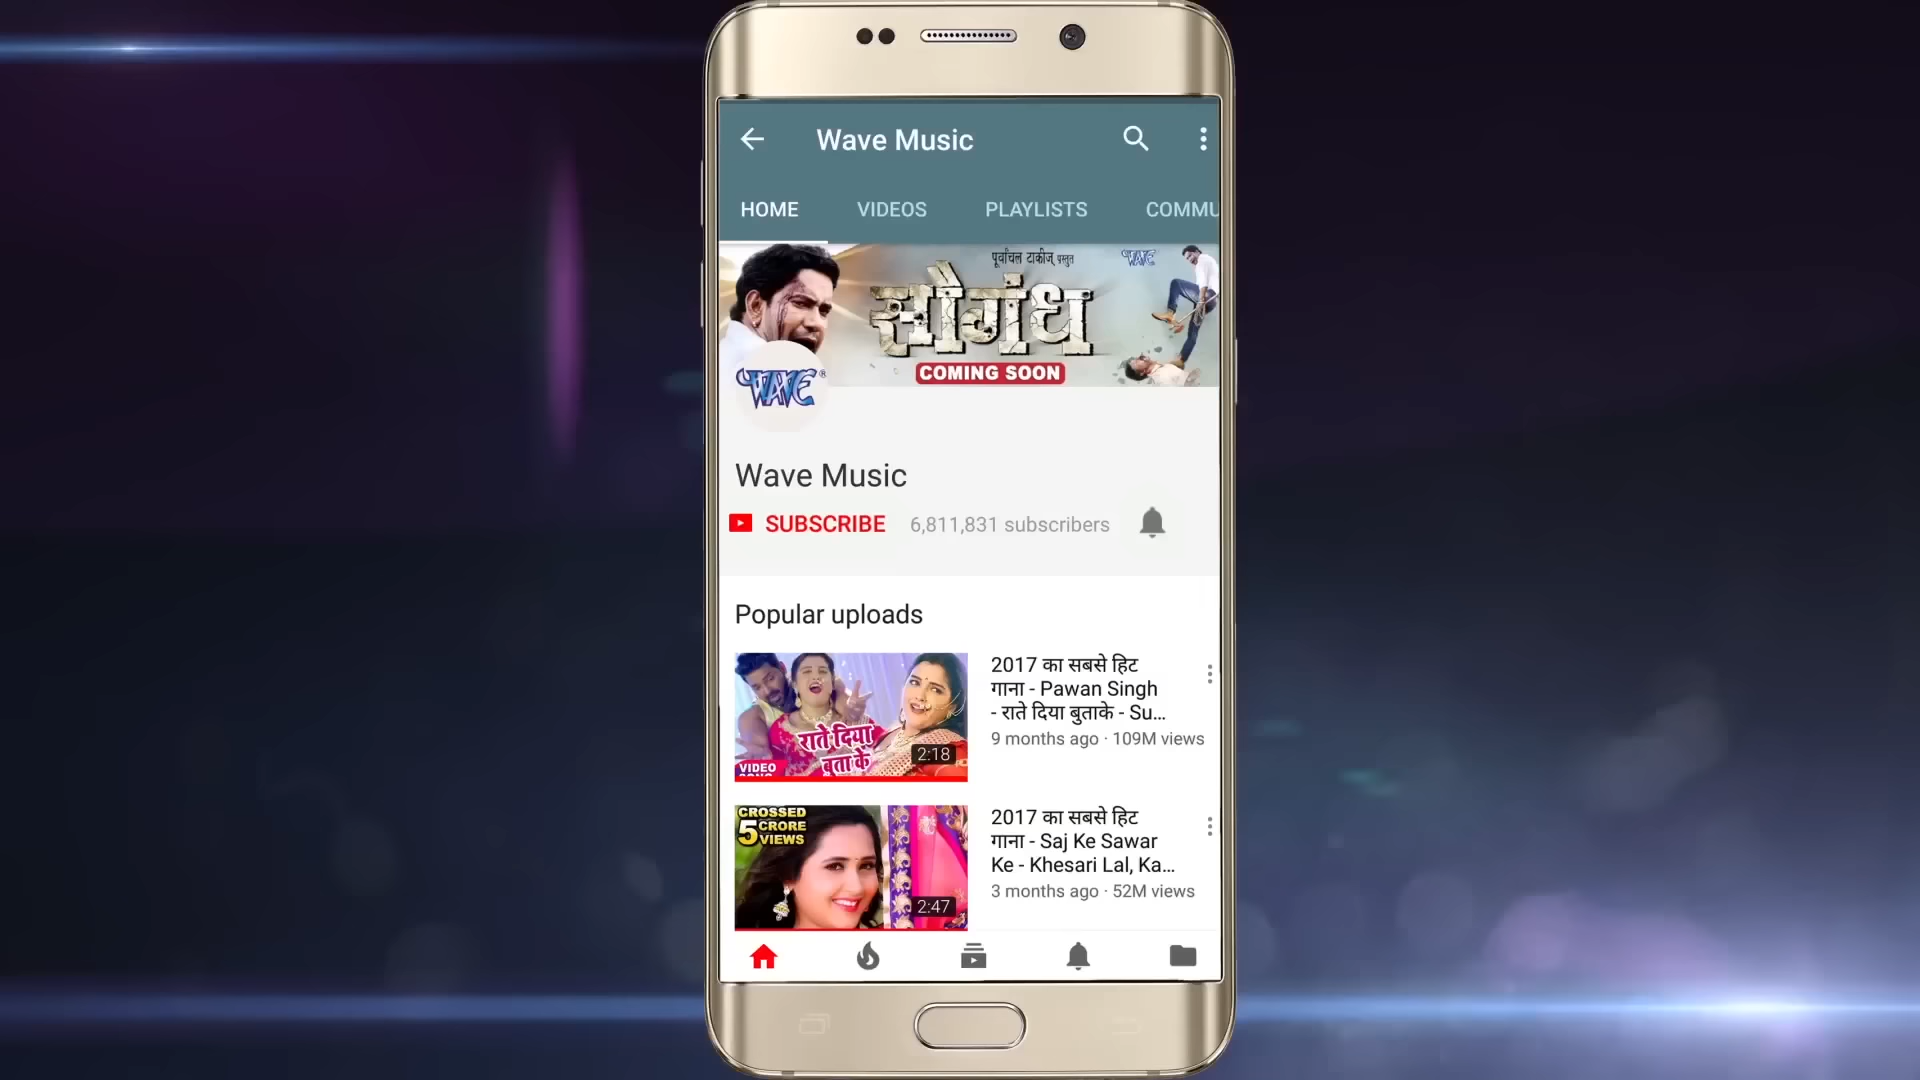 Wave Music
HOME VIDEOS PLAYLISTS COMMU
पूर्वांचल टाकीज् प्रस्तुत
WAVE
सौगंध
COMING SOON
WAVE®
Wave Music
SUBSCRIBE 6,811,831 subscribers
Popular uploads
2017 का सबसे हिट
गाना - Pawan Singh
- राते दिया बुताके - Su...
9 months ago · 109M views
राते दिया
बुता के
VIDEO
SONG
2:18
2017 का सबसे हिट
गाना - Saj Ke Sawar
Ke - Khesari Lal, Ka...
3 months ago · 52M views
CROSSED
5 CRORE
VIEWS
2:47